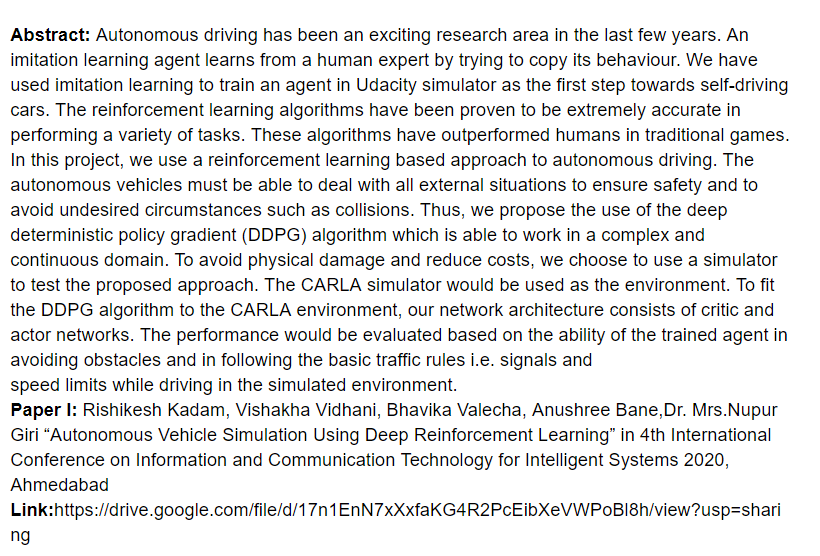 Abstract: Autonomous driving has been an exciting research area in the last few years. An
imitation learning agent learns from a human expert by trying to copy its behaviour. We have
used imitation learning to train an agent in Udacity simulator as the first step towards self-driving
cars. The reinforcement learning algorithms have been proven to be extremely accurate in
performing a variety of tasks. These algorithms have outperformed humans in traditional games.
In this project, we use a reinforcement learning based approach to autonomous driving. The
autonomous vehicles must be able to deal with all external situations to ensure safety and to
avoid undesired circumstances such as collisions. Thus, we propose the use of the deep
deterministic policy gradient (DDPG) algorithm which is able to work in a complex and
continuous domain. To avoid physical damage and reduce costs, we choose to use a simulator
to test the proposed approach. The CARLA simulator would be used as the environment. To fit
the DDPG algorithm to the CARLA environment, our network architecture consists of critic and
actor networks. The performance would be evaluated based on the ability of the trained agent in
avoiding obstacles and in following the basic traffic rules i.e. signals and
speed limits while driving in the simulated environment.
Paper I: Rishikesh Kadam, Vishakha Vidhani, Bhavika Valecha, Anushree Bane,Dr. Mrs.Nupur
Giri “Autonomous Vehicle Simulation Using Deep Reinforcement Learning” in 4th International
Conference on Information and Communication Technology for Intelligent Systems 2020,
Ahmedabad
Link:https://drive.google.com/file/d/17n1EnN7xXxfaKG4R2PcEibXeVWPoBl8h/view?usp=shari
ng